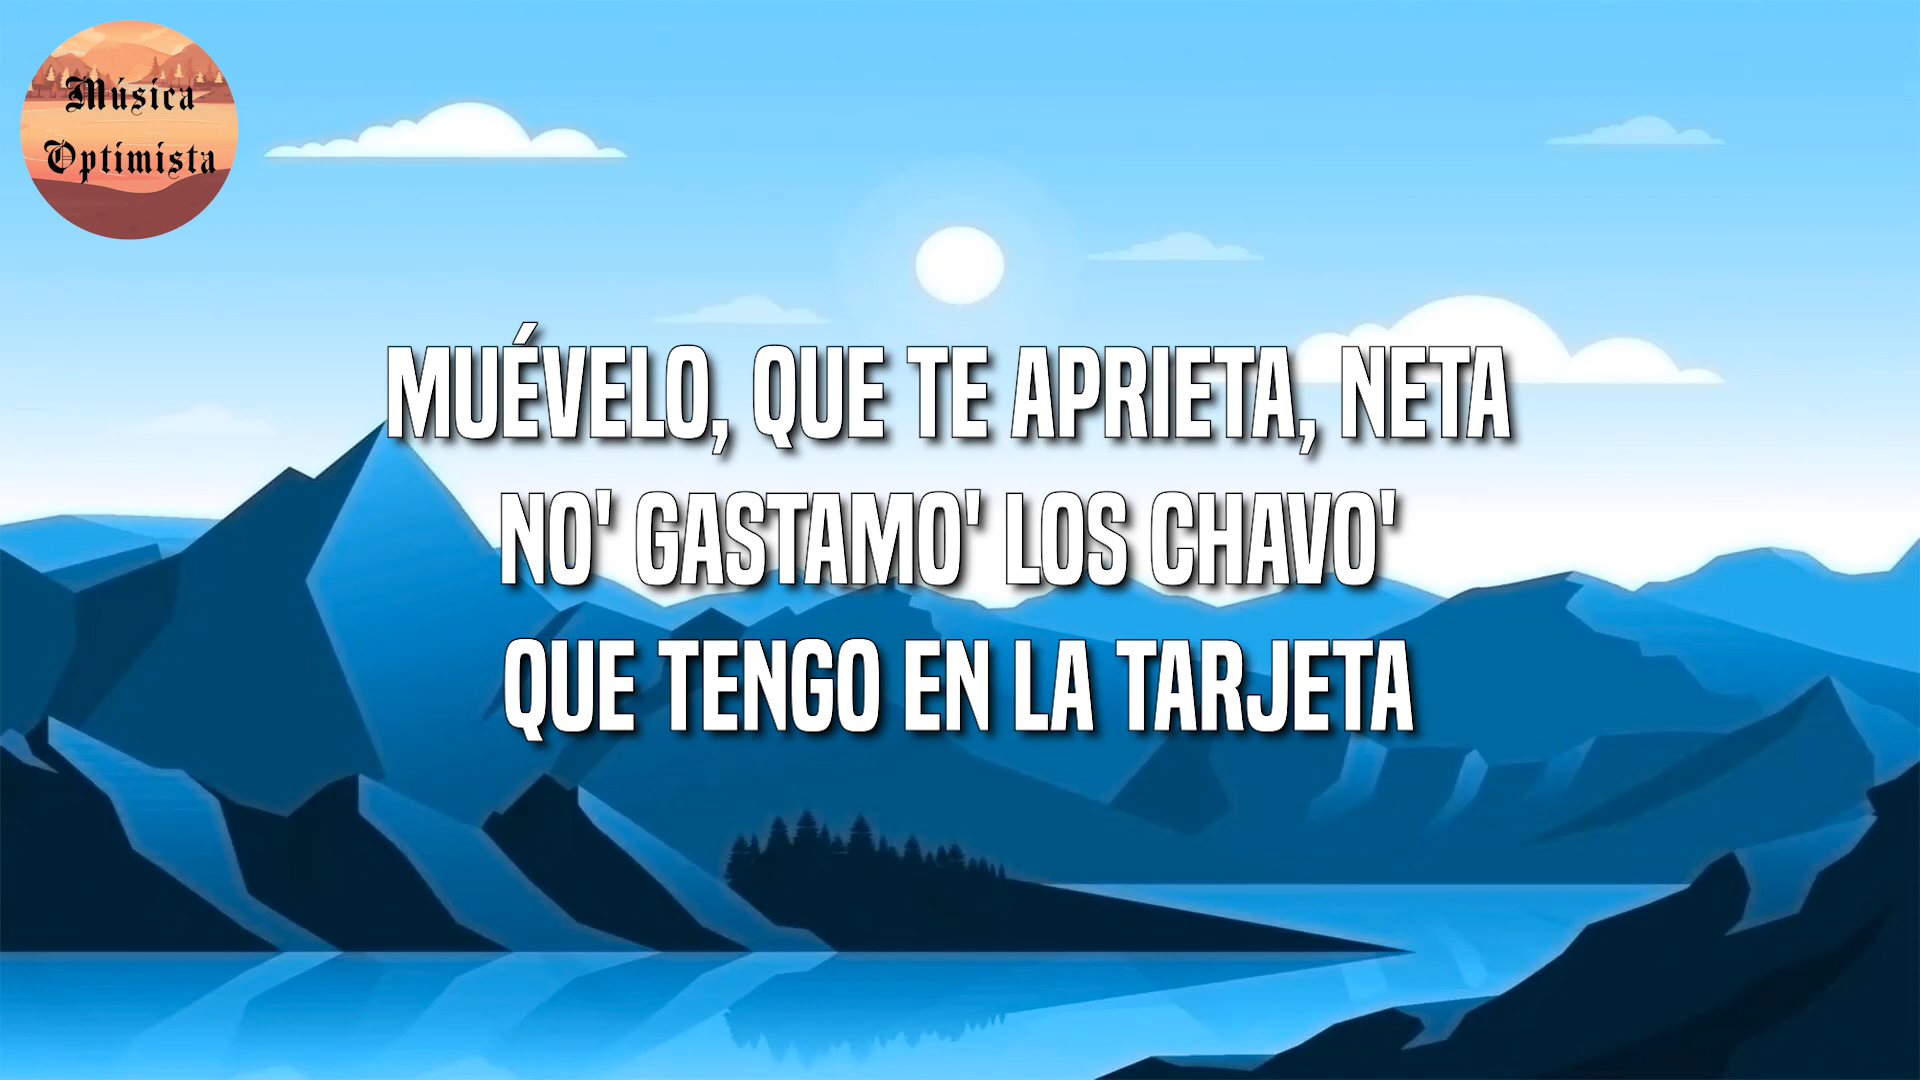 Música
Optimista
MUÉVELO, QUE TE APRIETA, NETA
NO' GASTAMO' LOS CHAVO'
QUE TENGO EN LA TARJETA